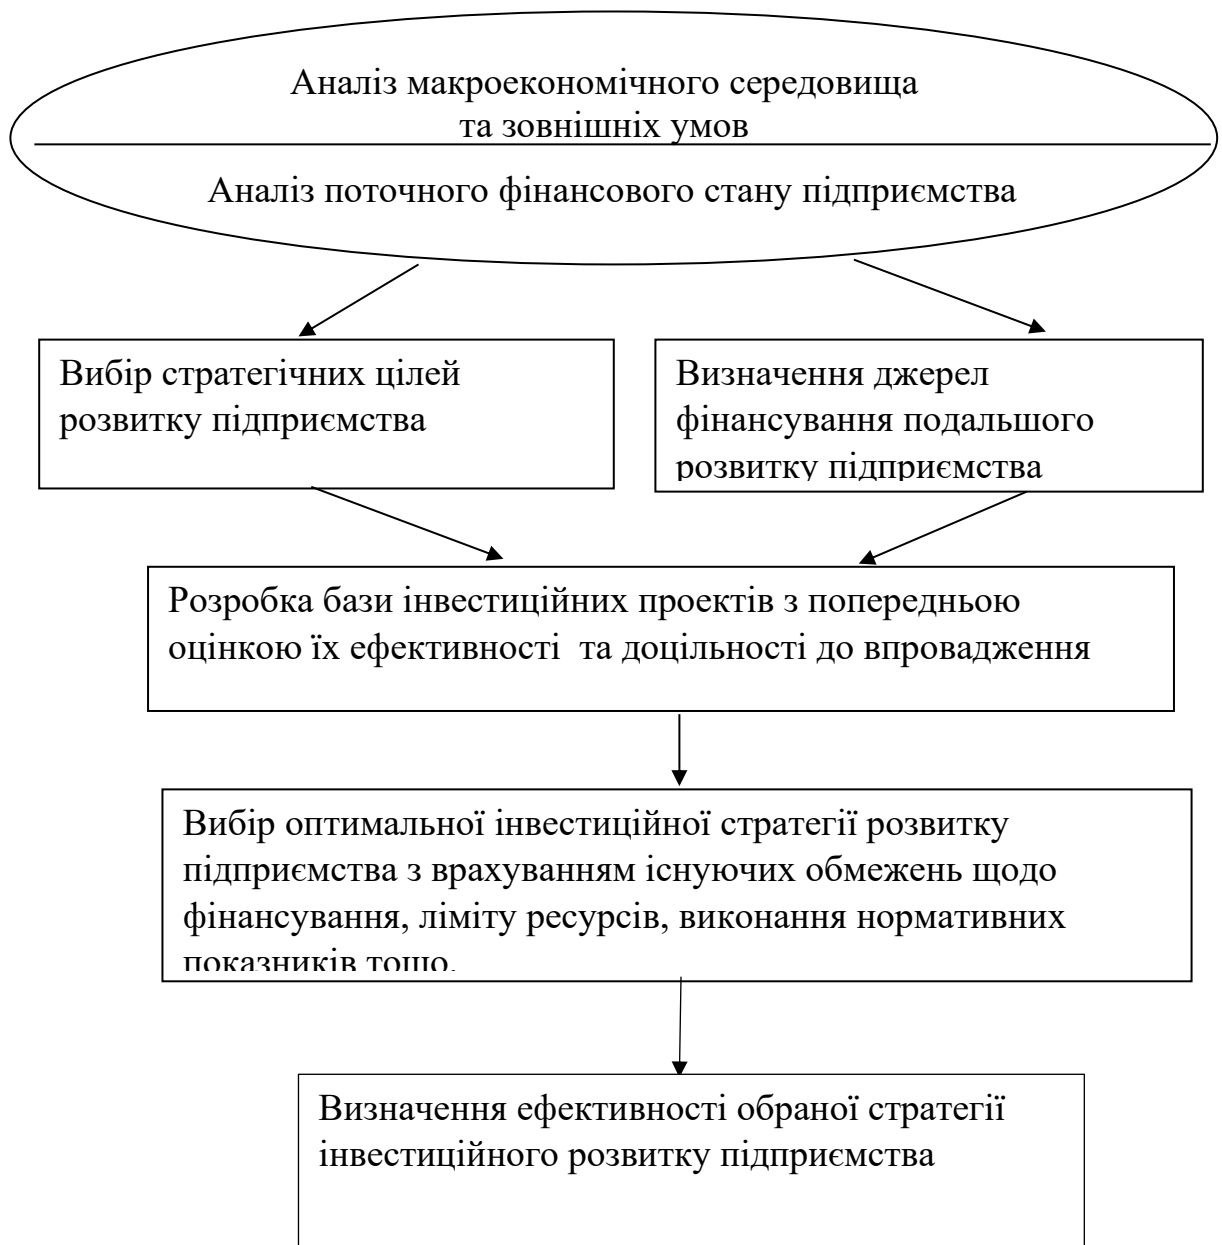 Аналіз макроекономічного середовища
та зовнішніх умов
Аналіз поточного фінансового стану підприємства
Вибір стратегічних цілей
розвитку підприємства
Визначення джерел
фінансування подальшого
розвитку підприємства
Розробка бази інвестиційних проектів з попередньою
оцінкою їх ефективності та доцільності до впровадження
Вибір оптимальної інвестиційної стратегії розвитку
підприємства з врахуванням існуючих обмежень щодо
фінансування, ліміту ресурсів, виконання нормативних
показників тощо.
Визначення ефективності обраної стратегії
інвестиційного розвитку підприємства